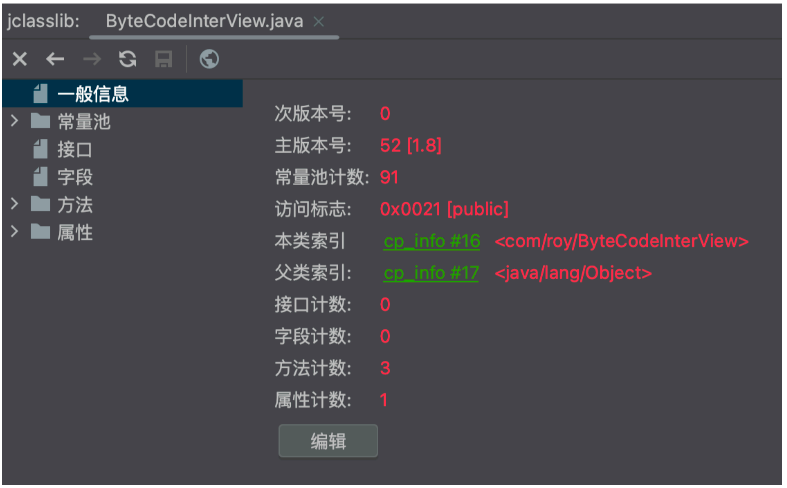 jclasslib: ByteCodeInterView.java
一般信息
常量池
接口
字段
方法
属性
次版本号: 0
主版本号: 52 [1.8]
常量池计数: 91
访问标志: 0x0021 [public]
本类索引 cp_info #16 <com/roy/ByteCodeInterView>
父类索引: cp_info #17 <java/lang/Object>
接口计数: 0
字段计数: 0
方法计数: 3
属性计数: 1
编辑